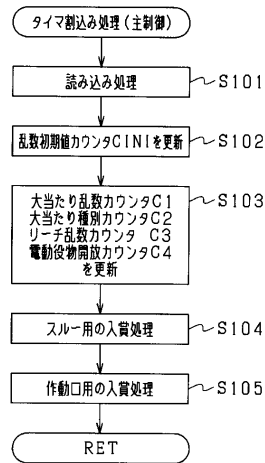 タイマ割込み処理(主制御)
読み込み処理
S101
乱数初期値カウンタCINIを更新
S102
大当たり乱数カウンタC1
大当たり種別カウンタC2
リーチ乱数カウンタ C3
電動役物開放カウンタC4
を更新
S103
スルー用の入賞処理
S104
作動口用の入賞処理
S105
RET